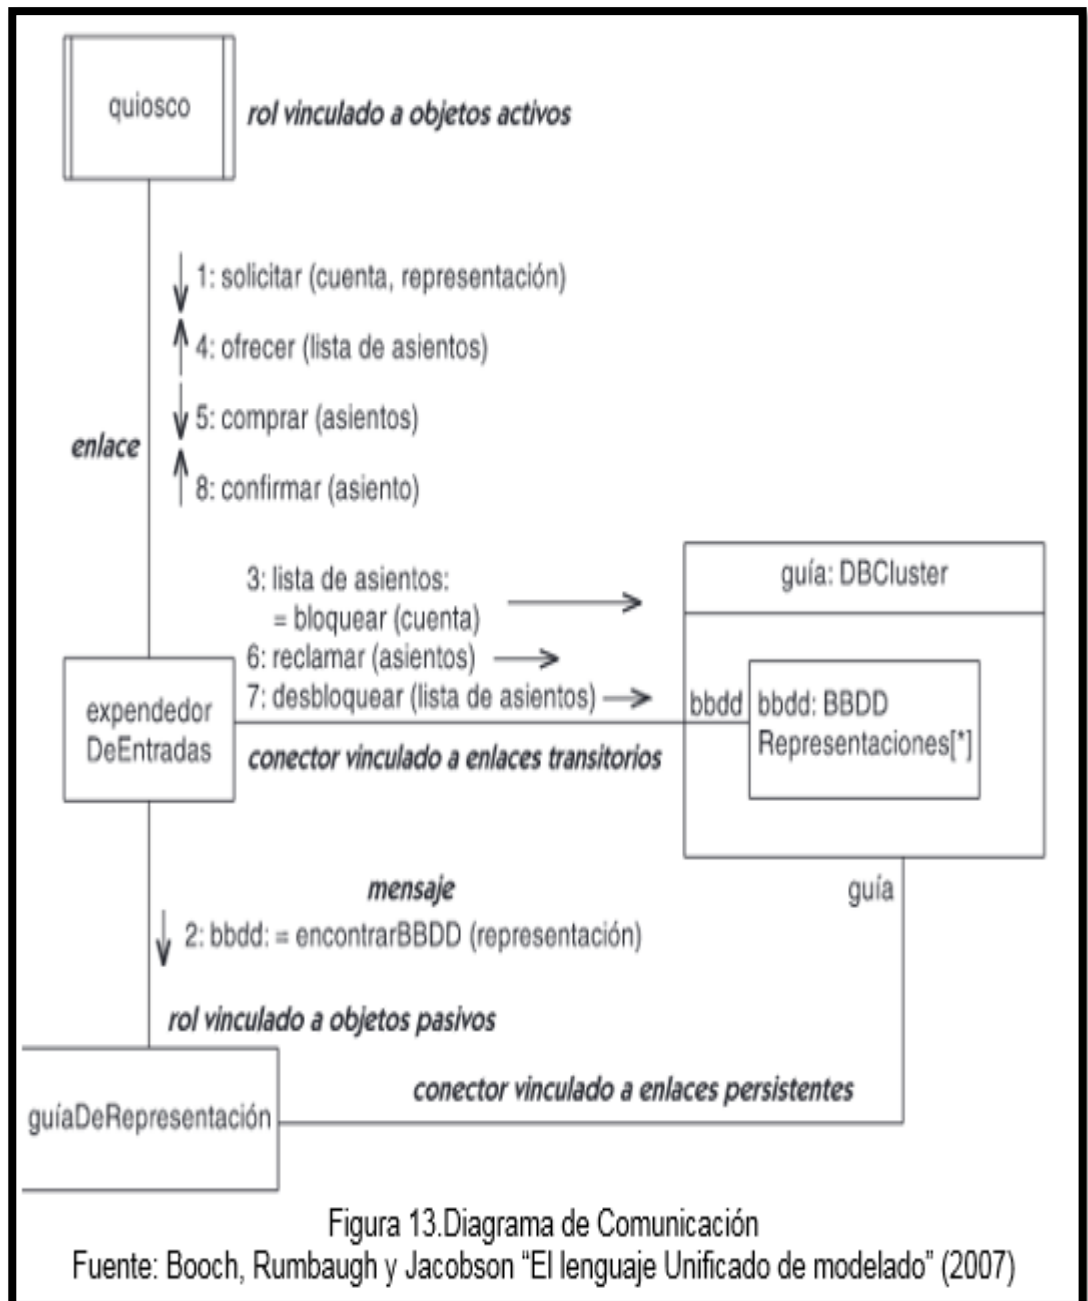 quiosco
rol vinculado a objetos activos
1: solicitar (cuenta, representación)
4: ofrecer (lista de asientos)
5: comprar (asientos)
enlace
8: confirmar (asiento)
3: lista de asientos:
= bloquear (cuenta)
6: reclamar (asientos)
7: desbloquear (lista de asientos)
guía: DBCluster
expendedor
DeEntradas
bbdd
bbdd: BBDD
Representaciones[*]
conector vinculado a enlaces transitorios
mensaje
guía
2: bbdd: = encontrarBBDD (representación)
rol vinculado a objetos pasivos
conector vinculado a enlaces persistentes
guíaDeRepresentación
Figura 13.Diagrama de Comunicación
Fuente: Booch, Rumbaugh y Jacobson “El lenguaje Unificado de modelado” (2007)